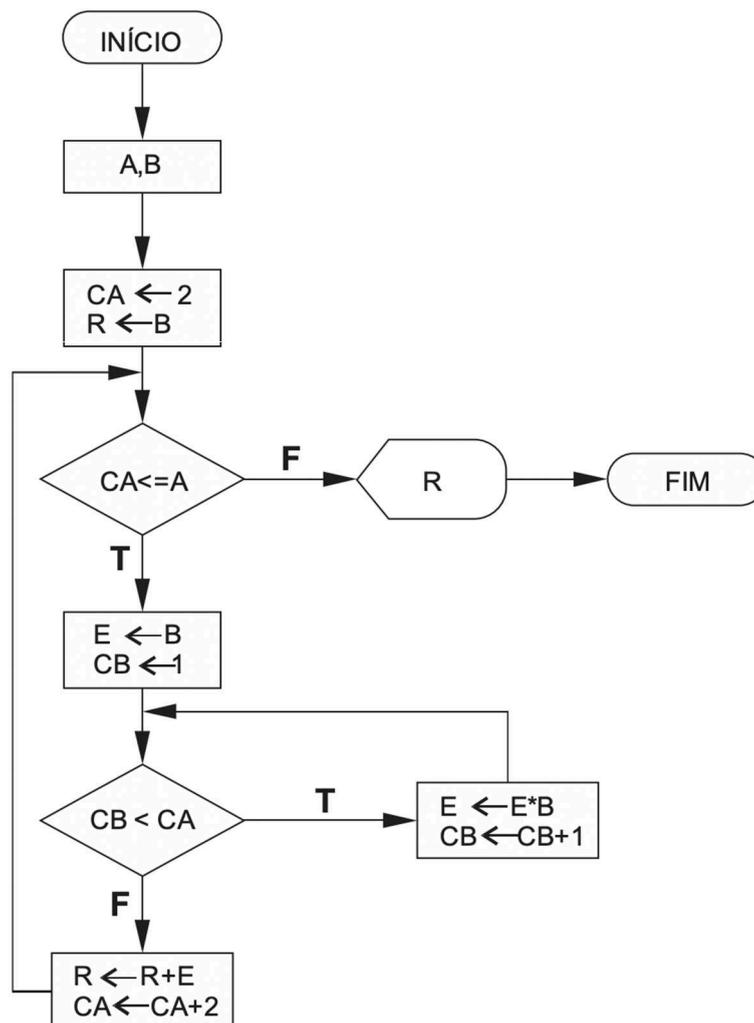 INÍCIO
A,B
CA ← 2
R ← B
CA<=A
F
R
FIM
T
E ← B
CB ← 1
CB < CA
T
E ← E*B
CB ← CB+1
F
R ← R+E
CA ← CA+2